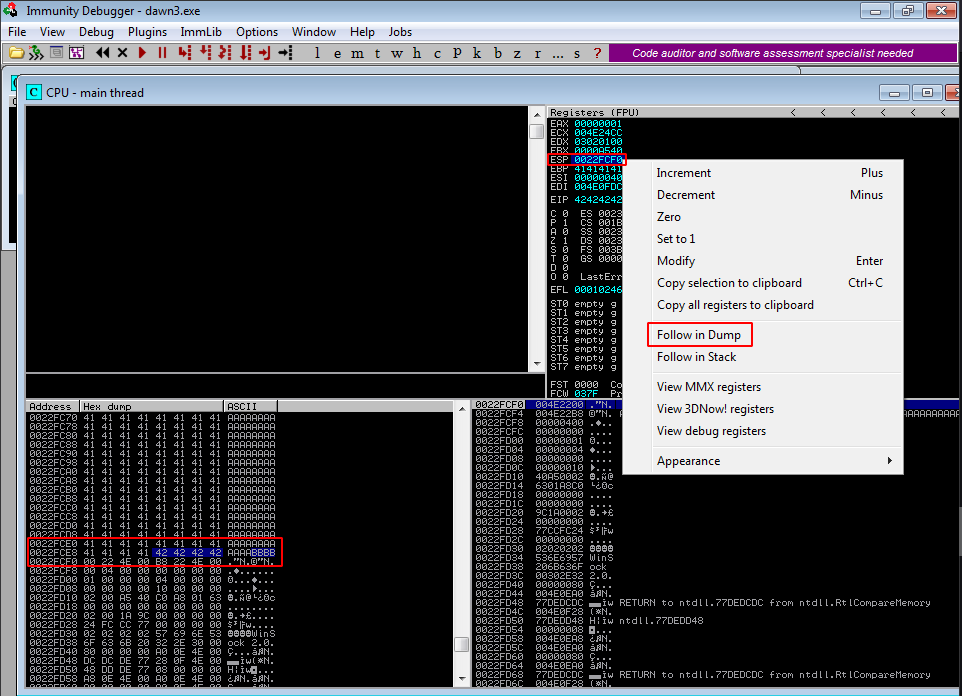 Immunity Debugger - dawn3.exe
File View Debug Plugins ImmLib Options Window Help Jobs
l e m t w h c p k b z r ... s ?
Code auditor and software assessment specialist needed
C CPU - main thread
Registers (FPU) < < < < < <
EAX 00000001
ECX 004E24CC
EDX 03020100
EBX 0000A540
ESP 0022FCF0
EBP 41414141
ESI 00000040
EDI 004E0FDC
EIP 42424242
C 0 ES 0023
P 1 CS 001B
A 0 SS 0023
Z 1 DS 0023
S 0 FS 003B
T 0 GS 0000
D 0
O 0 LastErr
EFL 00010246
ST0 empty g
ST1 empty g
ST2 empty g
ST3 empty g
ST4 empty g
ST5 empty g
ST6 empty g
ST7 empty g
FST 0000 Co
FCW 037F Pr
Increment Plus
Decrement Minus
Zero
Set to 1
Modify Enter
Copy selection to clipboard Ctrl+C
Copy all registers to clipboard
Follow in Dump
Follow in Stack
View MMX registers
View 3DNow! registers
View debug registers
Appearance
Address Hex dump ASCII
0022FC70 41 41 41 41 41 41 41 41 AAAAAAAA
0022FC78 41 41 41 41 41 41 41 41 AAAAAAAA
0022FC80 41 41 41 41 41 41 41 41 AAAAAAAA
0022FC88 41 41 41 41 41 41 41 41 AAAAAAAA
0022FC90 41 41 41 41 41 41 41 41 AAAAAAAA
0022FC98 41 41 41 41 41 41 41 41 AAAAAAAA
0022FCA0 41 41 41 41 41 41 41 41 AAAAAAAA
0022FCA8 41 41 41 41 41 41 41 41 AAAAAAAA
0022FCB0 41 41 41 41 41 41 41 41 AAAAAAAA
0022FCB8 41 41 41 41 41 41 41 41 AAAAAAAA
0022FCC0 41 41 41 41 41 41 41 41 AAAAAAAA
0022FCC8 41 41 41 41 41 41 41 41 AAAAAAAA
0022FCD0 41 41 41 41 41 41 41 41 AAAAAAAA
0022FCD8 41 41 41 41 41 41 41 41 AAAAAAAA
0022FCE0 41 41 41 41 41 41 41 41 AAAAAAAA
0022FCE8 41 41 41 41 42 42 42 42 AAAABBBB
0022FCF0 00 22 4E 00 B8 22 4E 00 ."N.@"N.
0022FCF8 00 04 00 00 00 00 00 00
0022FD00 01 00 00 00 04 00 00 00
0022FD08 00 00 00 00 10 00 00 00
0022FD10 02 00 A5 40 C0 A8 01 63
0022FD18 00 00 00 00 00 00 00 00 ........
0022FD20 02 00 1A 9C 00 00 00 00
0022FD28 24 FC CC 77 00 00 00 00
0022FD30 02 02 02 02 57 69 6E 53 WinS
0022FD38 6F 63 6B 20 32 2E 30 00 ock 2.0.
0022FD40 80 00 00 00 A0 0E 4E 00
0022FD48 DC DC DE 77 28 0F 4E 00
0022FD50 48 DD DE 77 08 00 00 00
0022FD58 A8 0E 4E 00 A0 0E 4E 00
0022FCF0 004E2200 ."N.
0022FCF4 004E22B8 @"N. AAAAAAAAAAA
0022FCF8 00000400
0022FCFC 00000000 ....
0022FD00 00000001
0022FD04 00000004
0022FD08 00000000 ....
0022FD0C 00000010
0022FD10 40A50002
0022FD14 6301A8C0
0022FD18 00000000 ....
0022FD1C 00000000 ....
0022FD20 9C1A0002
0022FD24 00000000 ....
0022FD28 77CCFC24
0022FD30 02020202
0022FD34 536E6957 WinS
0022FD38 206B636F ock
0022FD3C 00302E32 2.0.
0022FD40 00000080
0022FD44 004E0EA0
0022FD48 77DEDCDC RETURN to ntdll.77DEDCDC from ntdll.RtlCompareMemory
0022FD4C 004E0F28
0022FD50 77DEDD48 ntdll.77DEDD48
0022FD54 00000008
0022FD58 004E0EA8
0022FD5C 004E0EA0
0022FD64 004E0EA0
0022FD68 77DEDCDC RETURN to ntdll.77DEDCDC from ntdll.RtlCompareMemory
0022FD6C 004E0F28